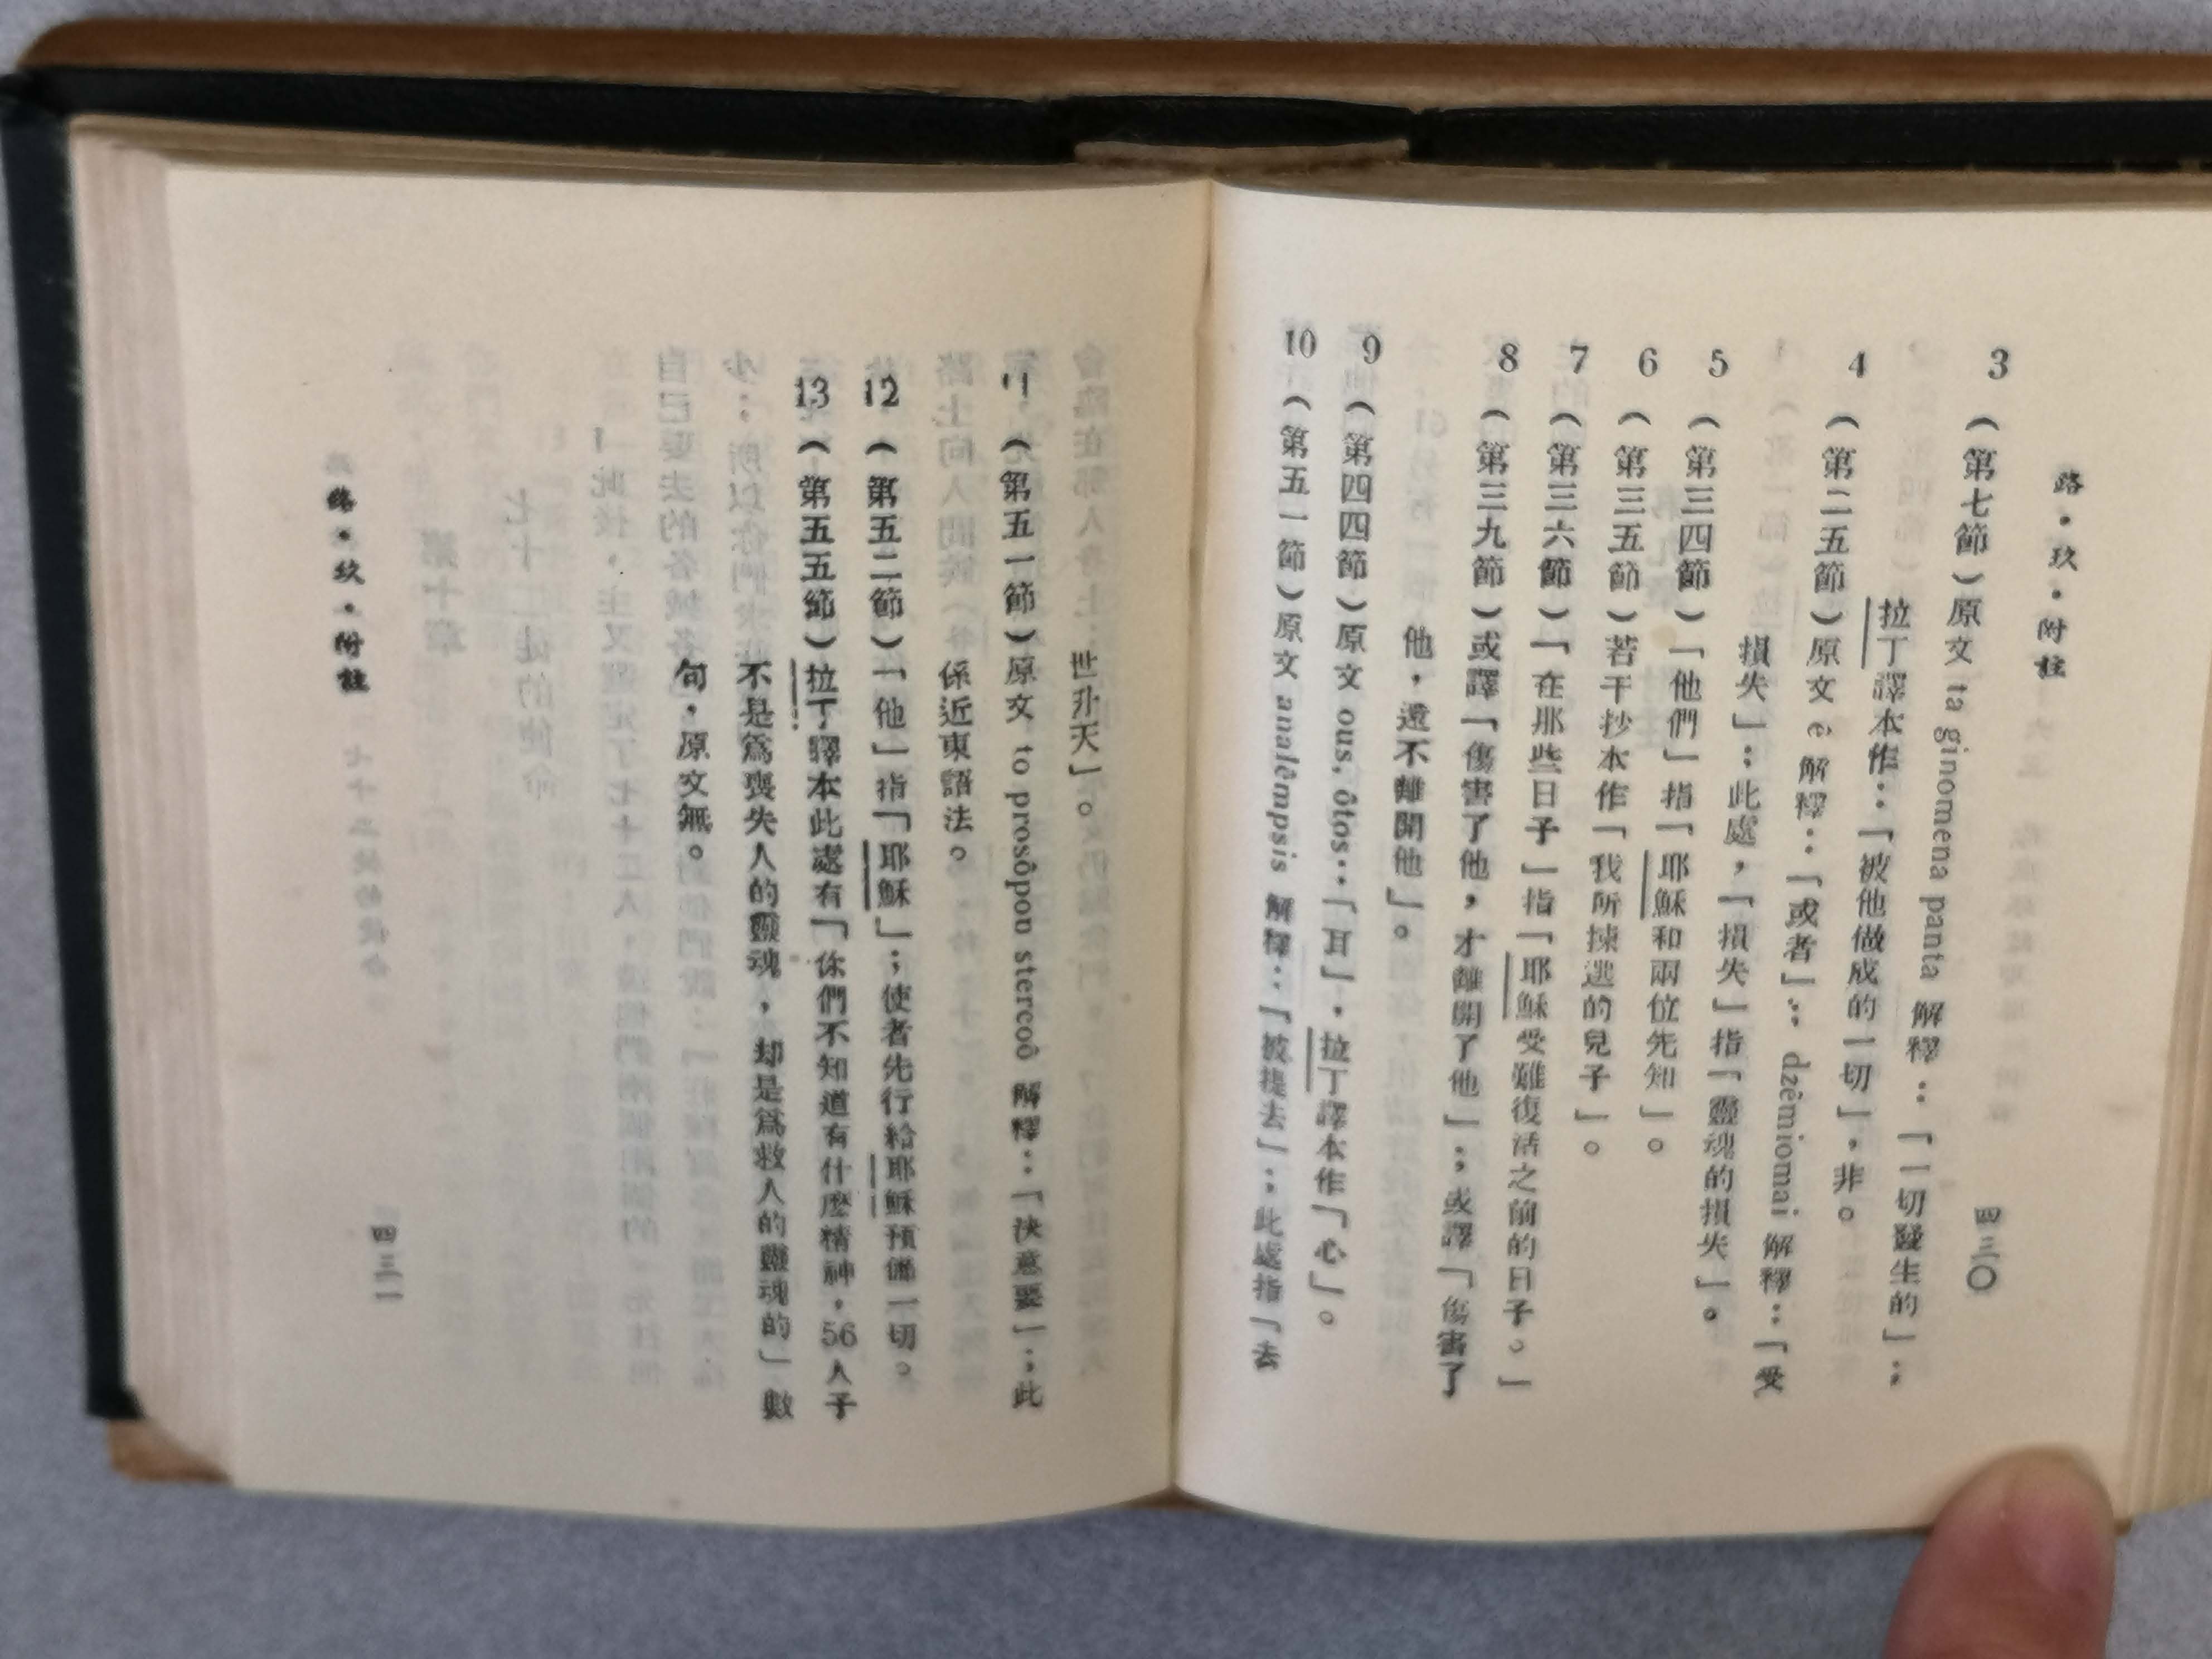 路・玖・附註
四三〇
3 （第七節）原文 ta ginomena panta 解釋：「一切發生的」；
拉丁譯本作：「被他做成的一切」，非。
4 （第二五節）原文 ê 解釋：「或者」；dzêmiomai 解釋：「受
損失」；此處，「損失」指「靈魂的損失」。
5 （第三四節）「他們」指「耶穌和兩位先知」。
6 （第三五節）若干抄本作「我所揀選的兒子」。
7 （第三六節）「在那些日子」指「耶穌受難復活之前的日子。」
8 （第三九節）或譯「傷害了他，才離開了他」；或譯「傷害了
他，還不離開他」。
9 （第四四節）原文 ous, ôtos：「耳」，拉丁譯本作「心」。
10 （第五一節）原文 analêmpsis 解釋：「被提去」；此處指「去
世升天」。
11 （第五一節）原文 to prosôpon stercoô 解釋：「決意要」；此
係近東語法。
12 （第五二節）「他」指「耶穌」；使者先行給耶穌預備一切。
13 （第五五節）拉丁譯本此處有「你們不知道有什麼精神，56人子
不是爲喪失人的靈魂，却是爲救人的靈魂的」數
句，原文無。
路・玖・附註
四三一